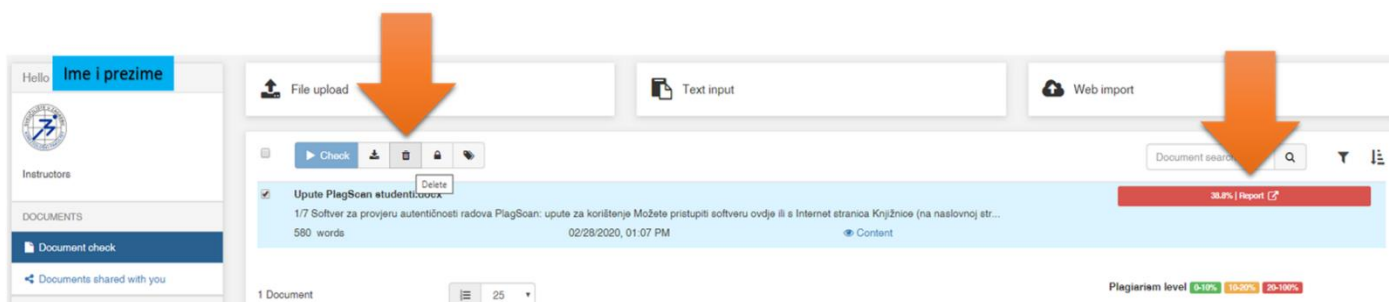 Hello Ime i prezime
Instructors
DOCUMENTS
Document check
Documents shared with you
File upload
Text input
Web import
Check
Delete
Document search
Upute PlagScan studenti.docx
38.8% | Report
1/7 Softver za provjeru autentičnosti radova PlagScan: upute za korištenje Možete pristupiti softveru ovdje ili s Internet stranica Knjižnice (na naslovnoj str...
580 words
02/28/2020, 01:07 PM
Content
1 Document
25
Plagiarism level 0-10% 10-20% 20-100%